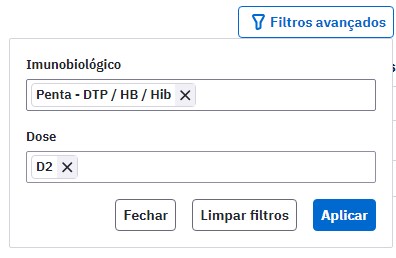 Filtros avançados
Imunobiológico
Penta - DTP / HB / Hib
Dose
D2
Fechar Limpar filtros Aplicar